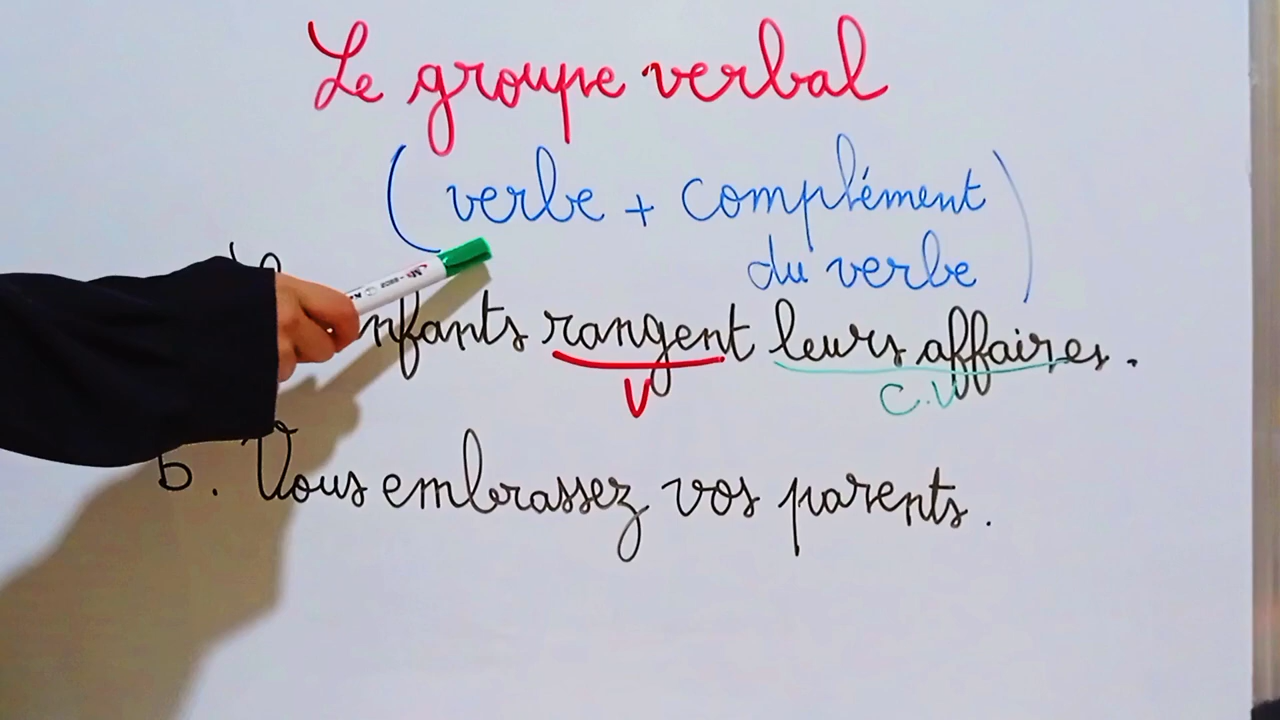 Le groupe verbal
(verbe + complément
du verbe)
nfants rangent leurs affaires.
V C.V
b. Vous embrassez vos parents.